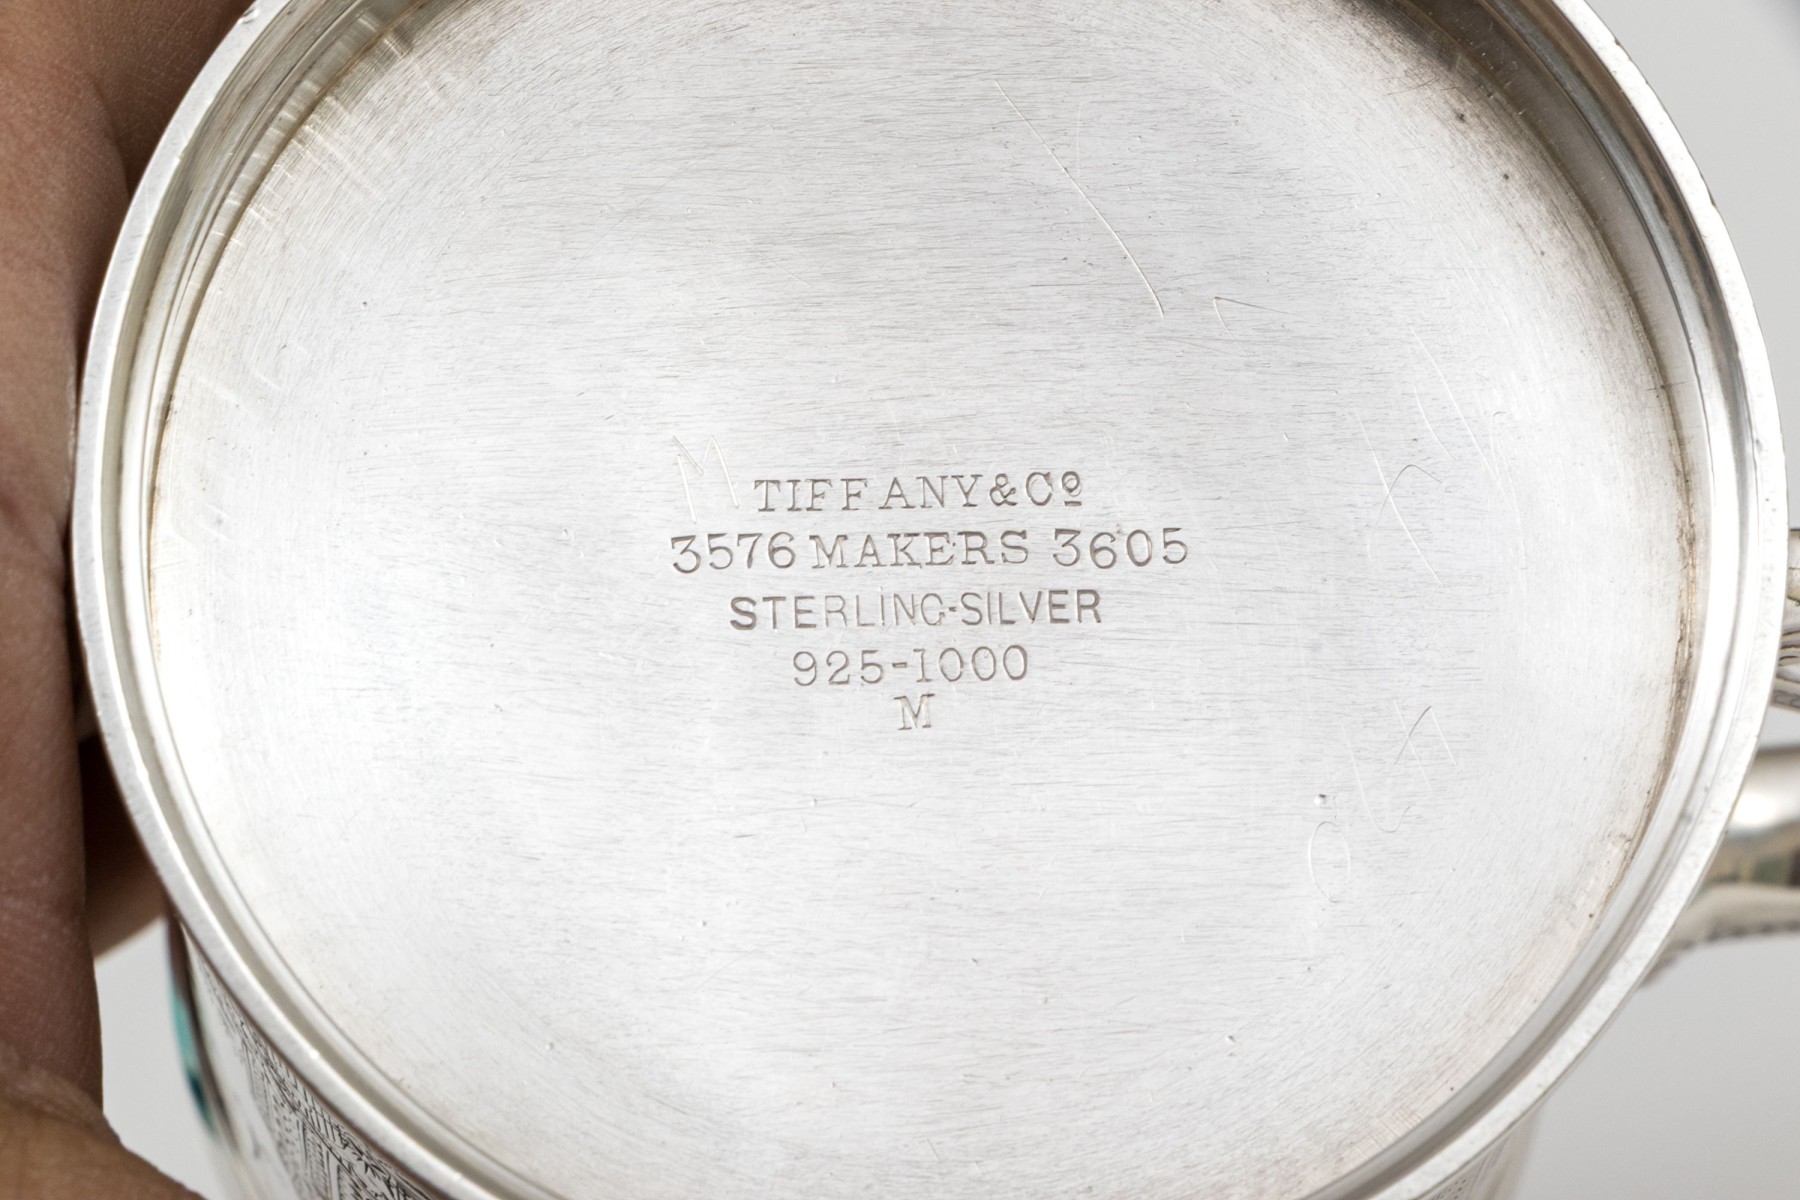 TIFFANY & Cº
3576 MAKERS 3605
STERLING-SILVER
925-1000
M